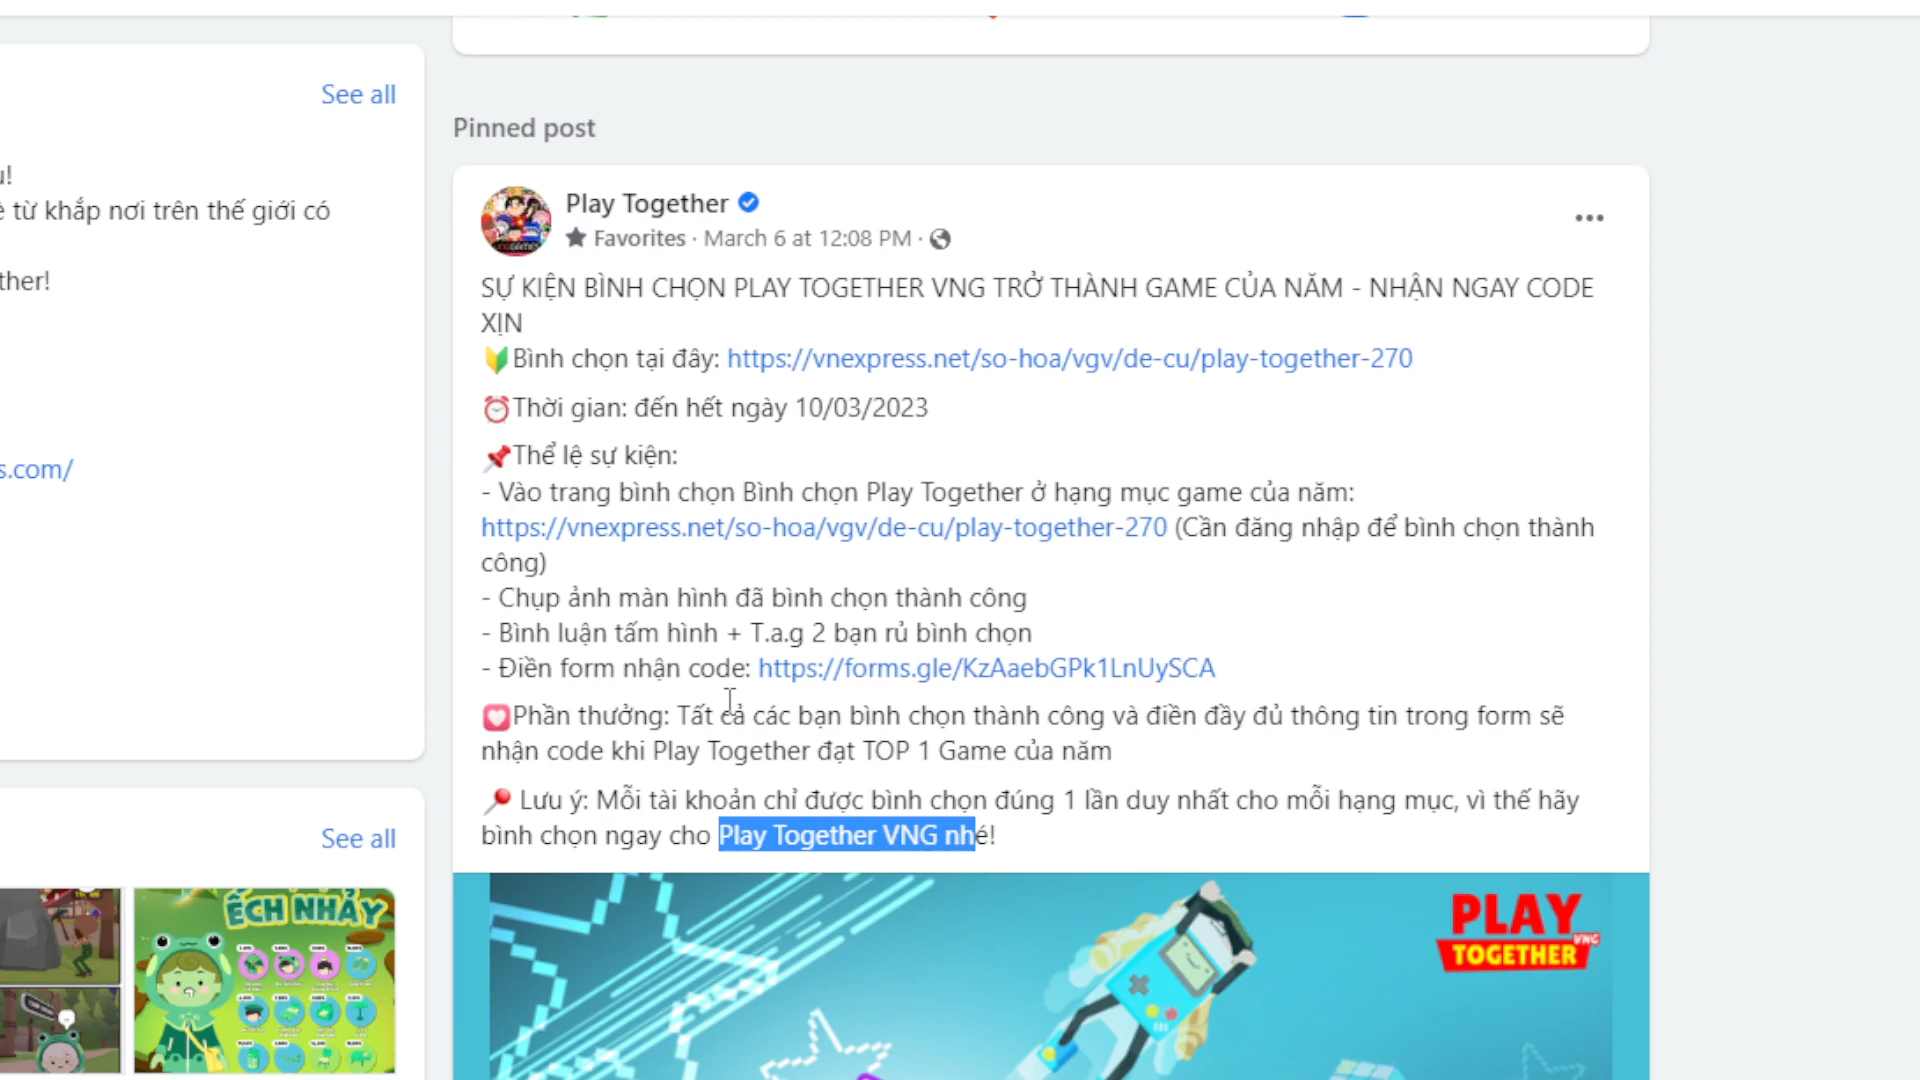 See all
u!
è từ khắp nơi trên thế giới có
ther!
s.com/
See all
ẾCH NHẢY
Pinned post
Play Together
Favorites · March 6 at 12:08 PM ·
SỰ KIỆN BÌNH CHỌN PLAY TOGETHER VNG TRỞ THÀNH GAME CỦA NĂM - NHẬN NGAY CODE
XỊN
Bình chọn tại đây: https://vnexpress.net/so-hoa/vgv/de-cu/play-together-270
Thời gian: đến hết ngày 10/03/2023
Thể lệ sự kiện:
- Vào trang bình chọn Bình chọn Play Together ở hạng mục game của năm:
https://vnexpress.net/so-hoa/vgv/de-cu/play-together-270 (Cần đăng nhập để bình chọn thành
công)
- Chụp ảnh màn hình đã bình chọn thành công
- Bình luận tấm hình + T.a.g 2 bạn rủ bình chọn
- Điền form nhận code: https://forms.gle/KzAaebGPk1LnUySCA
Phần thưởng: Tất cả các bạn bình chọn thành công và điền đầy đủ thông tin trong form sẽ
nhận code khi Play Together đạt TOP 1 Game của năm
Lưu ý: Mỗi tài khoản chỉ được bình chọn đúng 1 lần duy nhất cho mỗi hạng mục, vì thế hãy
bình chọn ngay cho Play Together VNG nhé!
PLAY
TOGETHER VNG